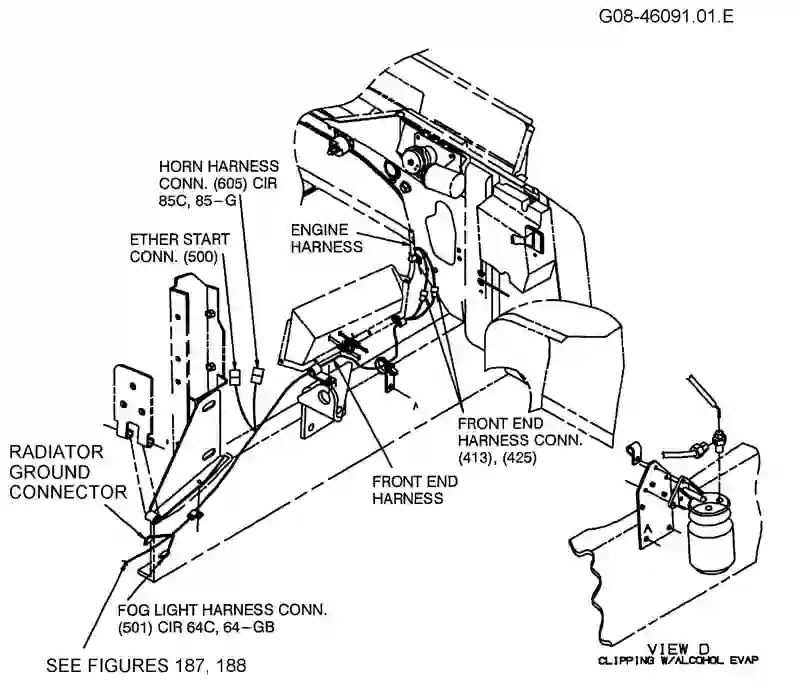 G08-46091.01.E
HORN HARNESS
CONN. (605) CIR
85C, 85-G
ETHER START
CONN. (500)
ENGINE
HARNESS
RADIATOR
GROUND
CONNECTOR
FRONT END
HARNESS CONN.
(413), (425)
FRONT END
HARNESS
A
A
FOG LIGHT HARNESS CONN.
(501) CIR 64C, 64-GB
SEE FIGURES 187, 188
VIEW D
CLIPPING W/ALCOHOL EVAP